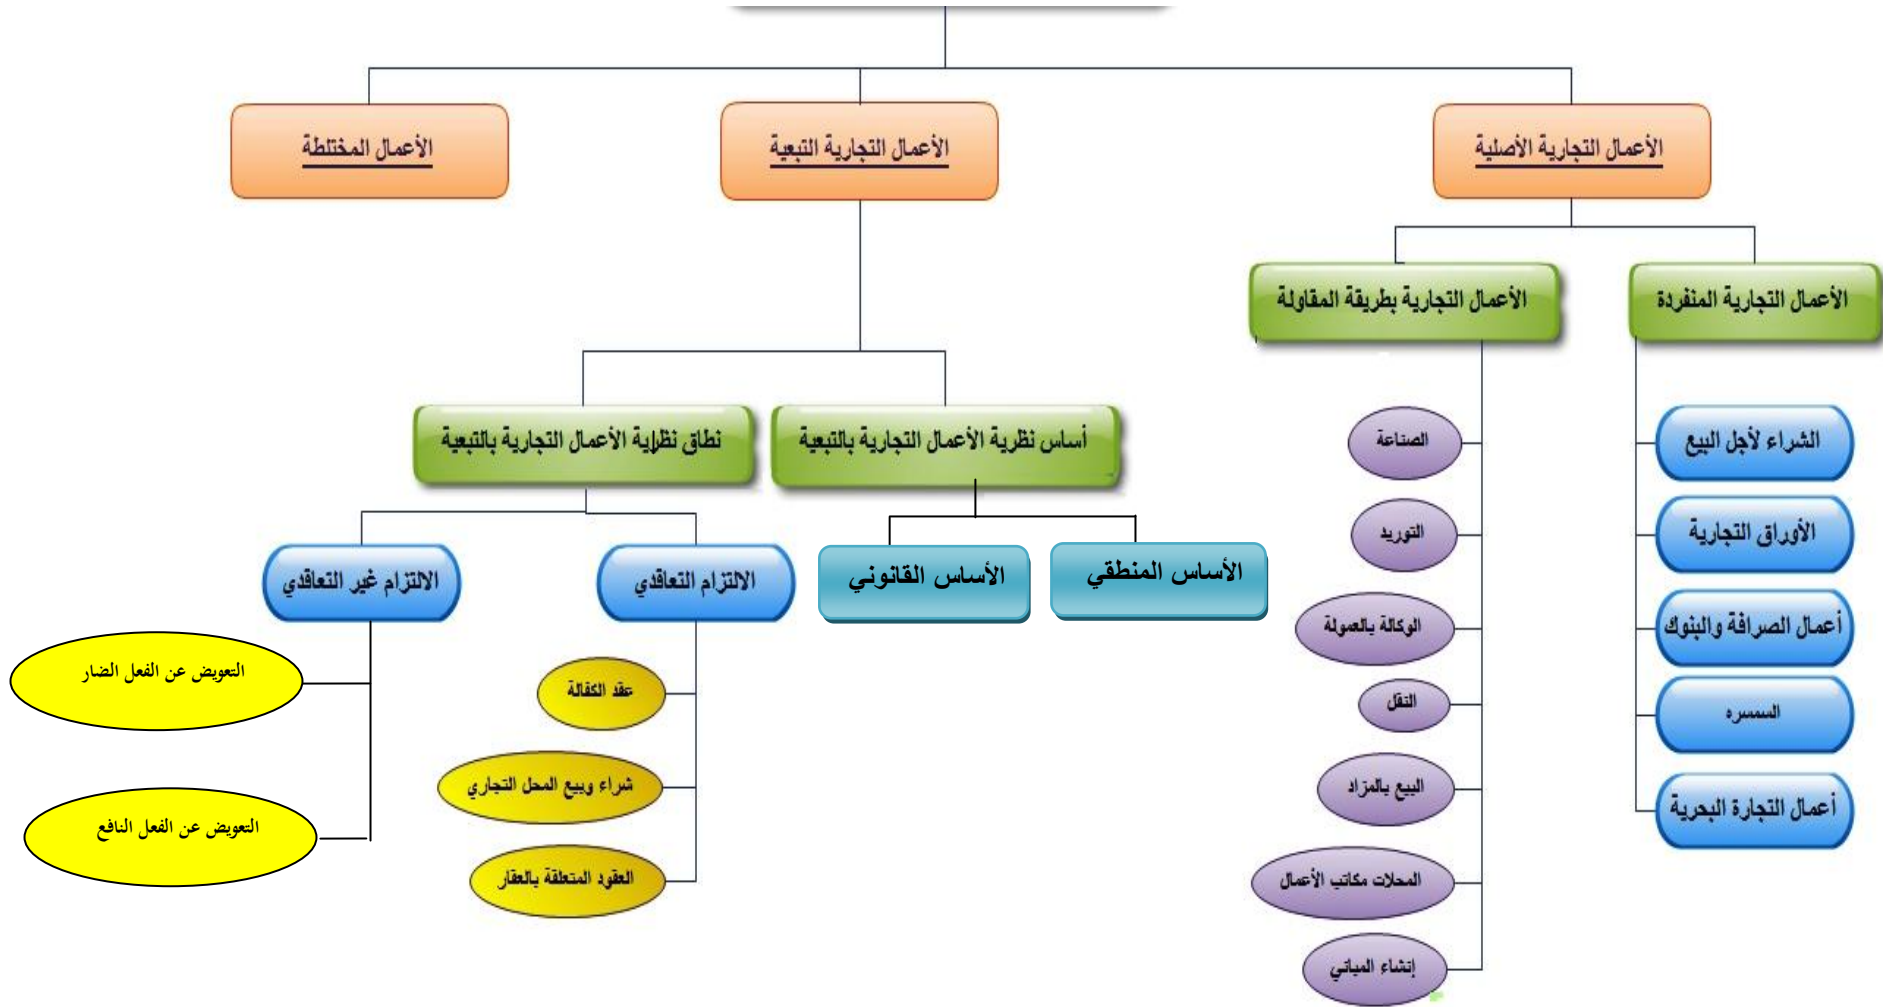 الأعمال التجارية الأصلية
الأعمال التجارية التبعية
الأعمال المختلطة
الأعمال التجارية المنفردة
الأعمال التجارية بطريقة المقاولة
أساس نظرية الأعمال التجارية بالتبعية
نطاق نظراية الأعمال التجارية بالتبعية
الشراء لأجل البيع
الأوراق التجارية
أعمال الصرافة والبنوك
السمسره
أعمال التجارة البحرية
الصناعة
التوريد
الوكالة بالعمولة
النقل
البيع بالمزاد
المحلات مكاتب الأعمال
إنشاء المباني
الأساس المنطقي
الأساس القانوني
الالتزام التعاقدي
الالتزام غير التعاقدي
عقد الكفالة
شراء وبيع المحل التجاري
العقود المتعلقة بالعقار
التعويض عن الفعل الضار
التعويض عن الفعل النافع